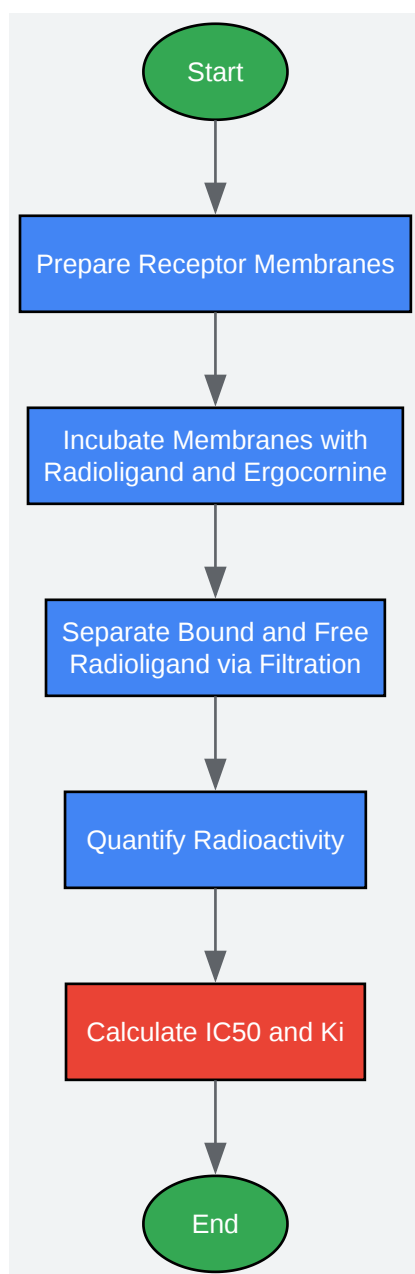 Start
Prepare Receptor Membranes
Incubate Membranes with
Radioligand and Ergocornine
Separate Bound and Free
Radioligand via Filtration
Quantify Radioactivity
Calculate IC50 and Ki
End